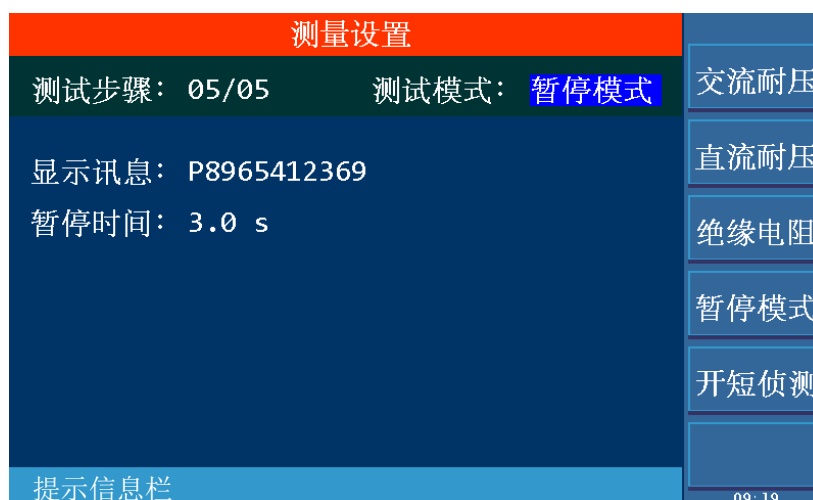 测量设置
测试步骤： 05/05 测试模式： 暂停模式
显示讯息： P8965412369
暂停时间： 3.0 s
提示信息栏
交流耐压
直流耐压
绝缘电阻
暂停模式
开短侦测
09:19